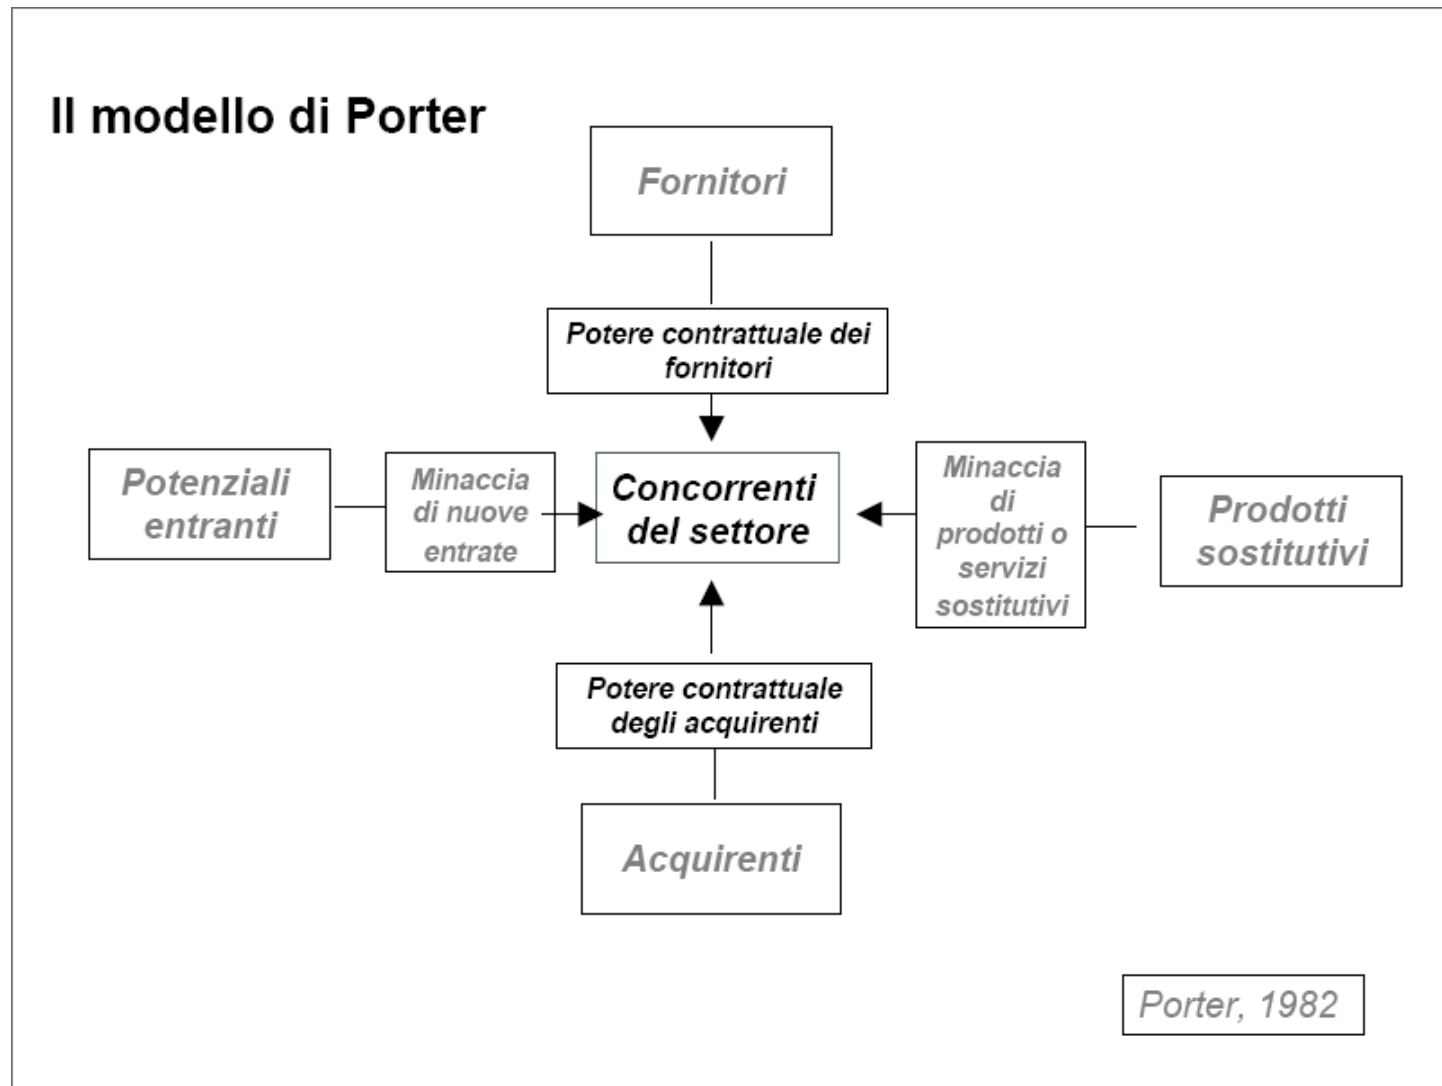 Il modello di Porter
Fornitori
Potere contrattuale dei
fornitori
Potenziali
entranti
Minaccia
di nuove
entrate
Concorrenti
del settore
Minaccia
di
prodotti o
servizi
sostitutivi
Prodotti
sostitutivi
Potere contrattuale
degli acquirenti
Acquirenti
Porter, 1982